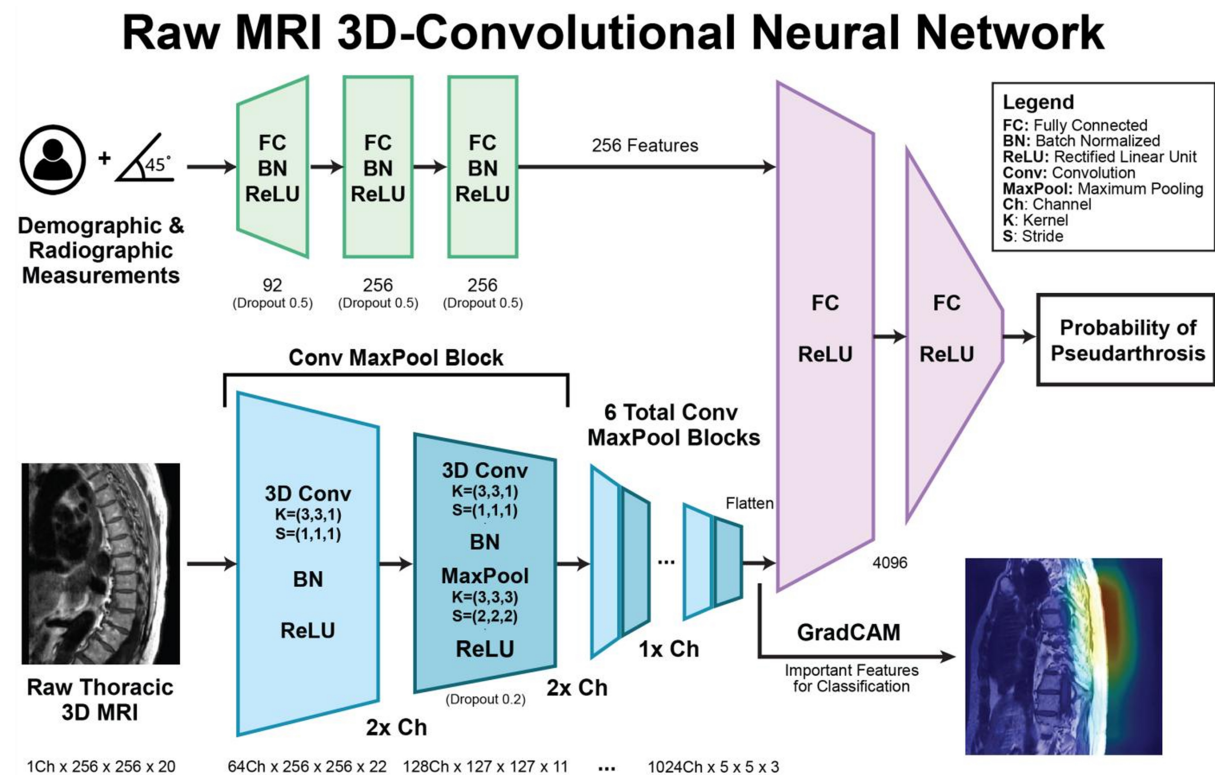 Raw MRI 3D-Convolutional Neural Network
+
45°
Demographic &
Radiographic
Measurements
FC
BN
ReLU
92
(Dropout 0.5)
FC
BN
ReLU
256
(Dropout 0.5)
FC
BN
ReLU
256
(Dropout 0.5)
256 Features
Legend
FC: Fully Connected
BN: Batch Normalized
ReLU: Rectified Linear Unit
Conv: Convolution
MaxPool: Maximum Pooling
Ch: Channel
K: Kernel
S: Stride
FC
ReLU
4096
FC
ReLU
Probability of
Pseudarthrosis
Conv MaxPool Block
Raw Thoracic
3D MRI
3D Conv
K=(3,3,1)
S=(1,1,1)
BN
ReLU
2x Ch
3D Conv
K=(3,3,1)
S=(1,1,1)
BN
MaxPool
K=(3,3,3)
S=(2,2,2)
ReLU
(Dropout 0.2)
2x Ch
6 Total Conv
MaxPool Blocks
...
1x Ch
Flatten
GradCAM
Important Features
for Classification
1Ch x 256 x 256 x 20
64Ch x 256 x 256 x 22
128Ch x 127 x 127 x 11
...
1024Ch x 5 x 5 x 3